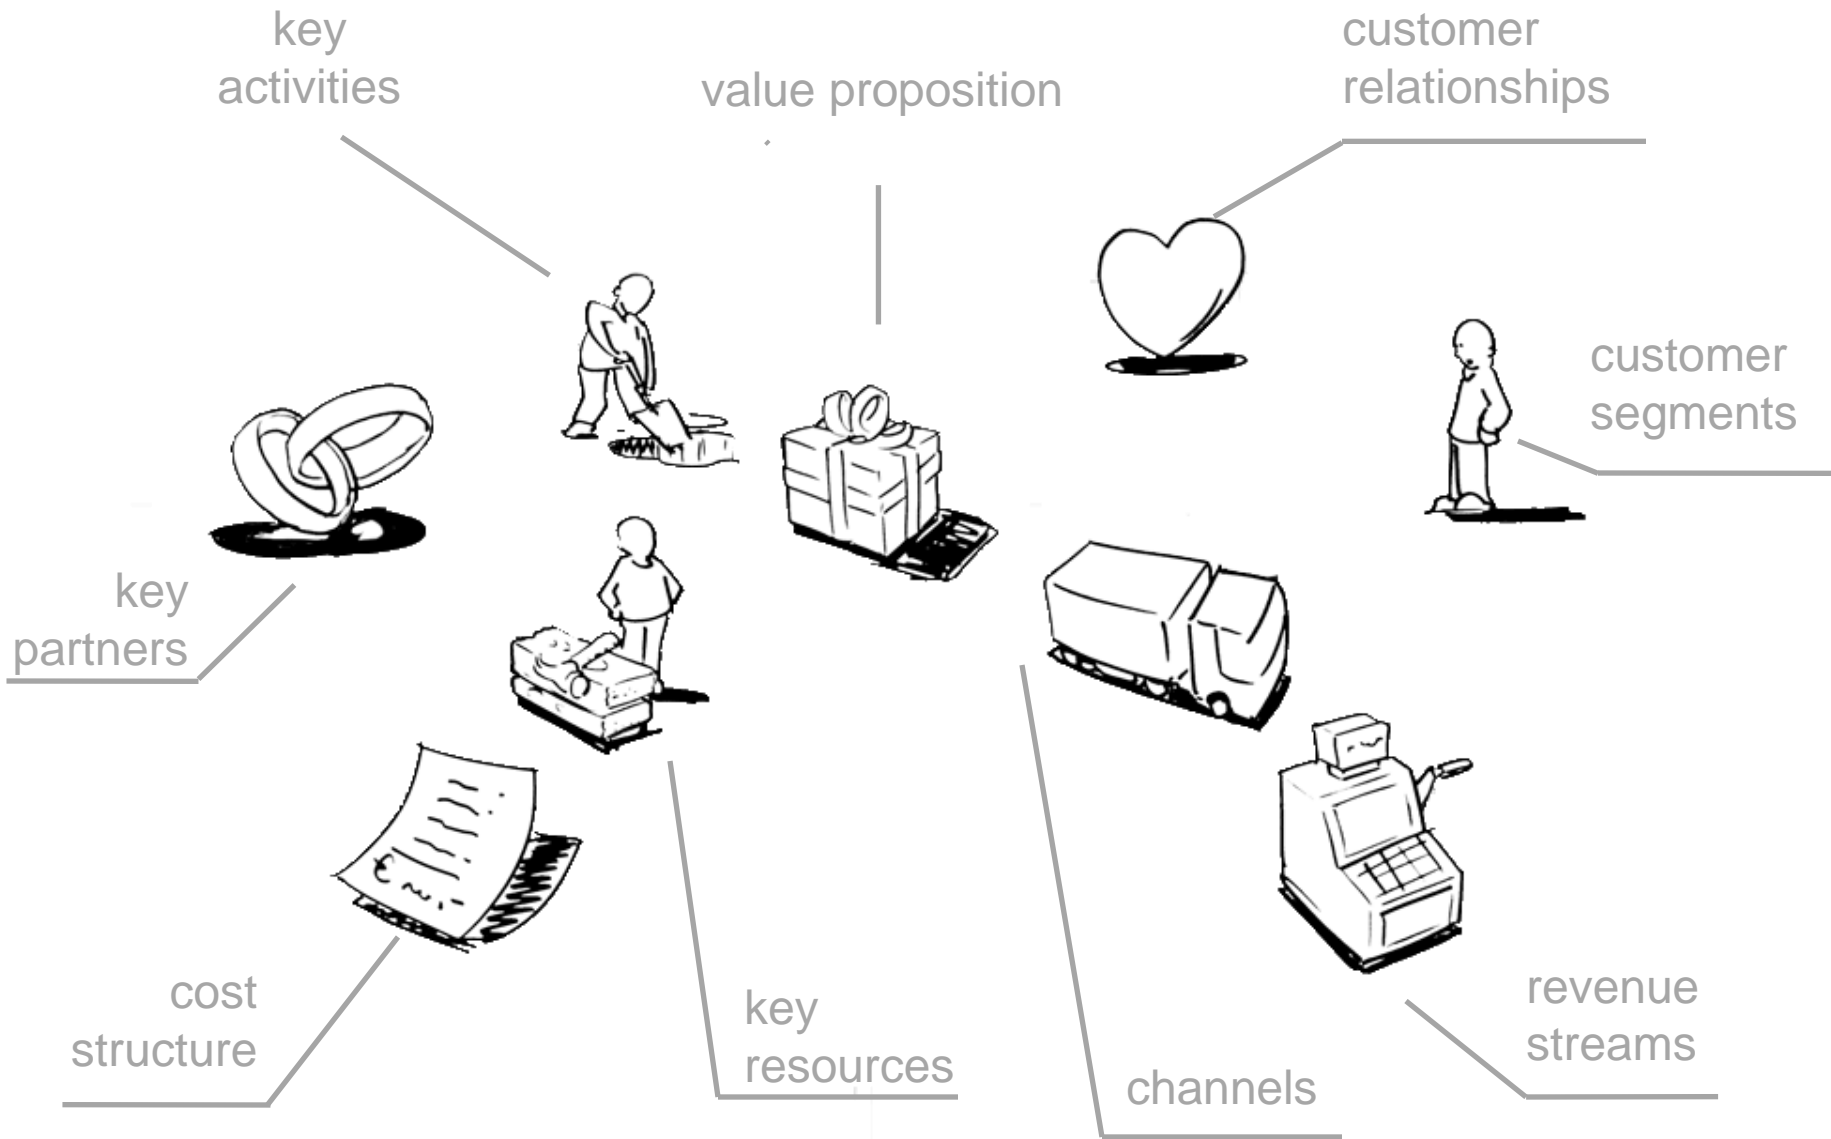 key
activities
value proposition
customer
relationships
customer
segments
key
partners
€
cost
structure
key
resources
channels
revenue
streams